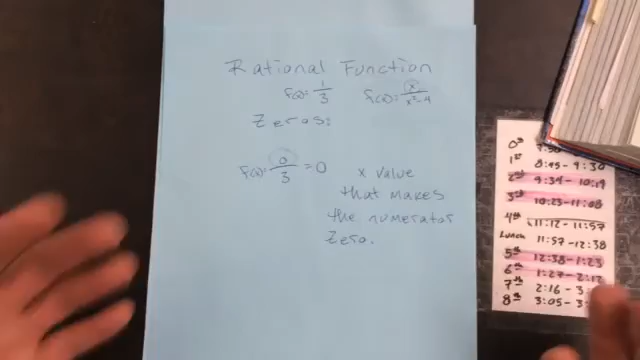 Rational Function
f(x)= 1/3    f(x)= x/x²-4
Zeros:
f(x)= 0/3 =0
x value
that makes
the numerator
zero.
0th
1st 8:45 - 9:30
2nd 9:34 - 10:19
3rd 10:23 - 11:08
4th 11:12 - 11:57
Lunch 11:57 - 12:38
5th 12:38 - 1:23
6th 1:27 - 2:12
7th 2:16 - 3
8th 3:05 - 3